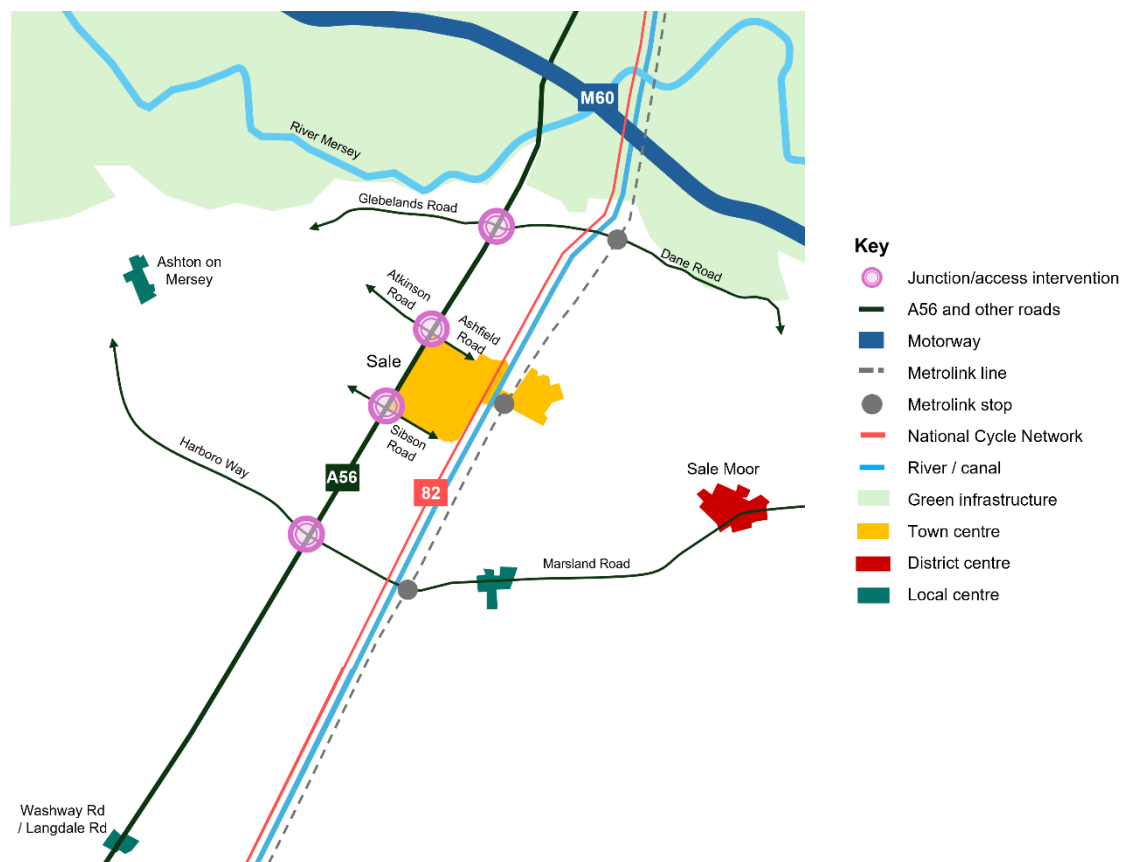 M60
River Mersey
Glebelands Road
Dane Road
Ashton on
Mersey
Atkinson
Road
Ashfield
Road
Sale
Sibson
Road
Harboro Way
A56
82
Sale Moor
Marsland Road
Washway Rd
/ Langdale Rd
Key
Junction/access intervention
A56 and other roads
Motorway
Metrolink line
Metrolink stop
National Cycle Network
River / canal
Green infrastructure
Town centre
District centre
Local centre